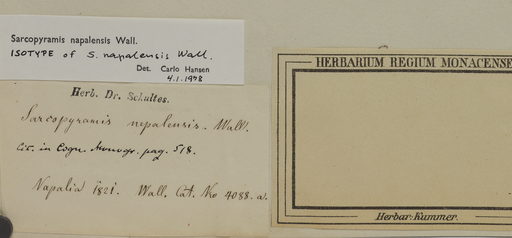 Sarcopyramis napalensis Wall.
ISOTYPE of S. napalensis Wall.
Det. Carlo Hansen
4.1.1978
Herb. Dr. Schultes.
Sarcopyramis nepalensis. Wall.
Cit. in Cogn. Monogr. pag. 518.
Napalia 1821. Wall. Cat. No 4088. a.
HERBARIUM REGIUM MONACENSE
Herbar. Kummer.